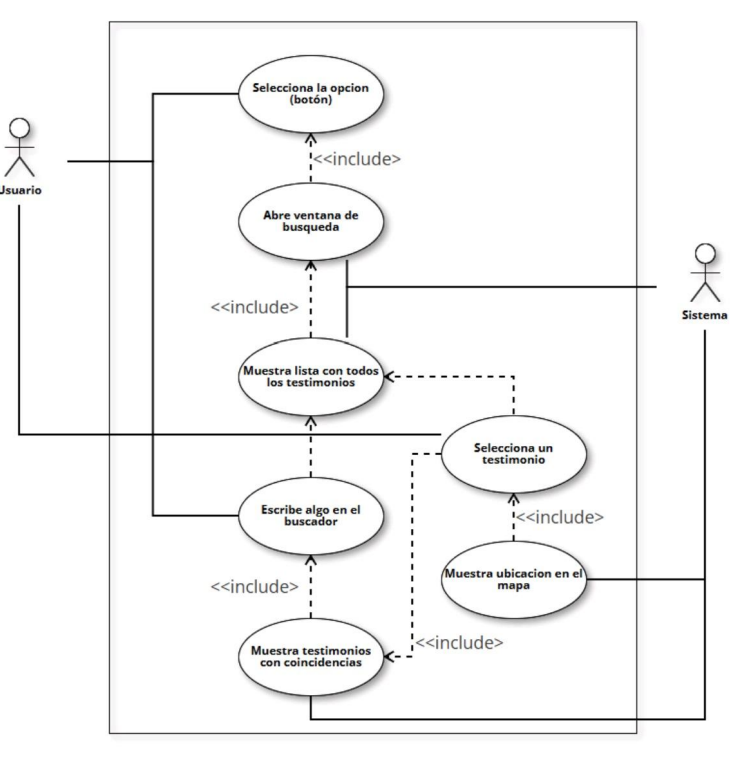 Selecciona la opcion
(botón)
<<include>
Usuario
Abre ventana de
busqueda
<<include>
Sistema
Muestra lista con todos
los testimonios
Selecciona un
testimonio
Escribe algo en el
buscador
<<include>
Muestra ubicacion en el
mapa
<<include>
<<include>
Muestra testimonios
con coincidencias